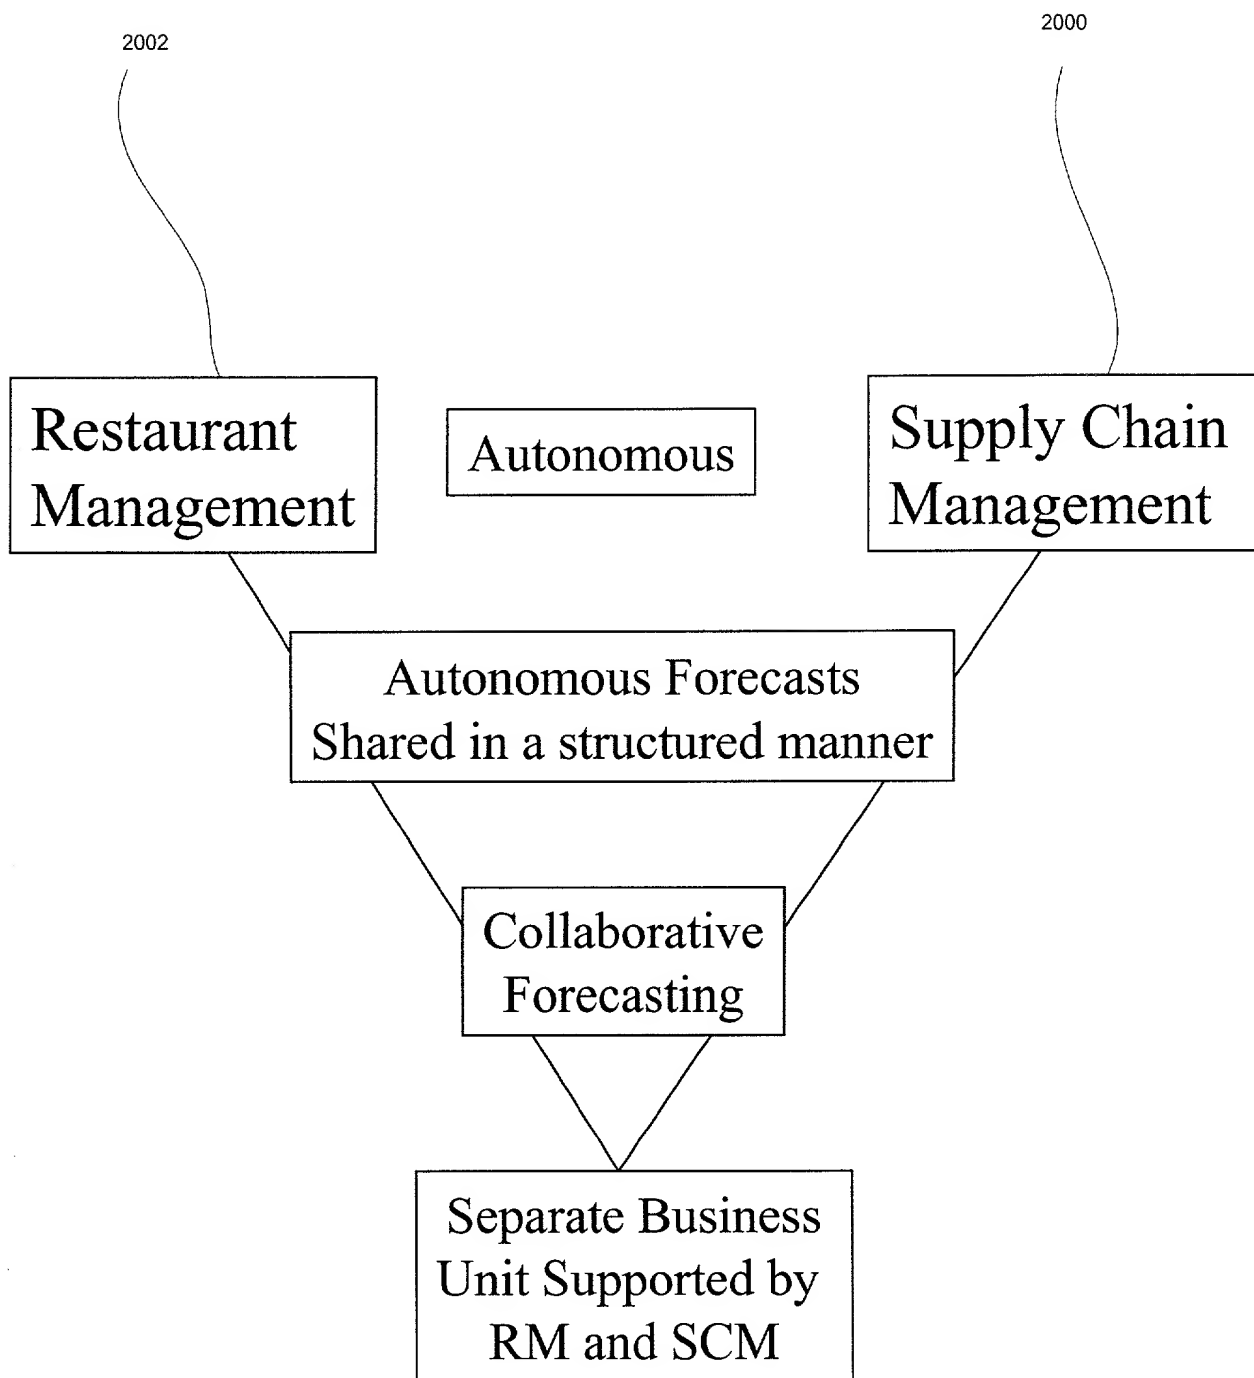 2002
2000
Restaurant
Management
Autonomous
Supply Chain
Management
Autonomous Forecasts
Shared in a structured manner
Collaborative
Forecasting
Separate Business
Unit Supported by
RM and SCM